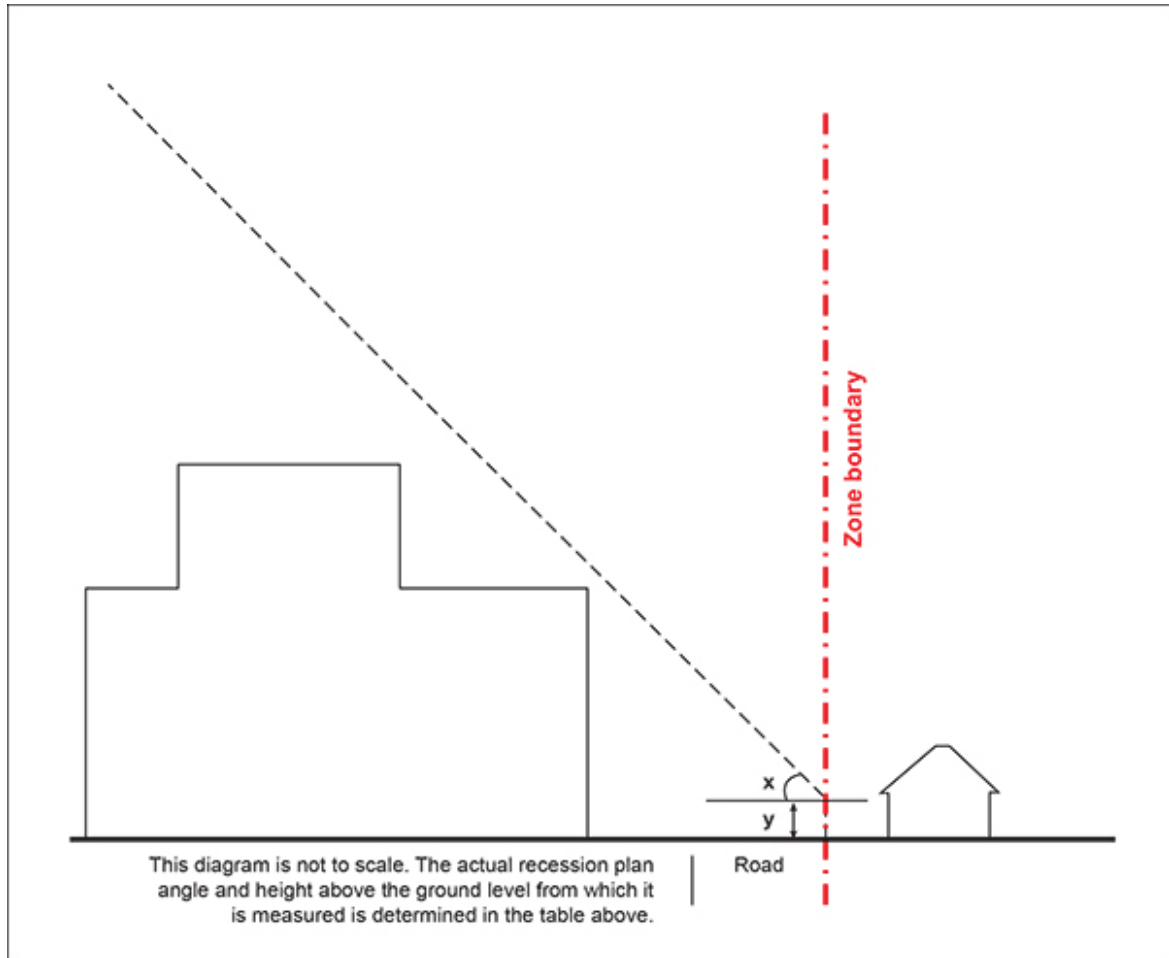 Zone boundary
x
y
This diagram is not to scale. The actual recession plan
angle and height above the ground level from which it
is measured is determined in the table above.
Road